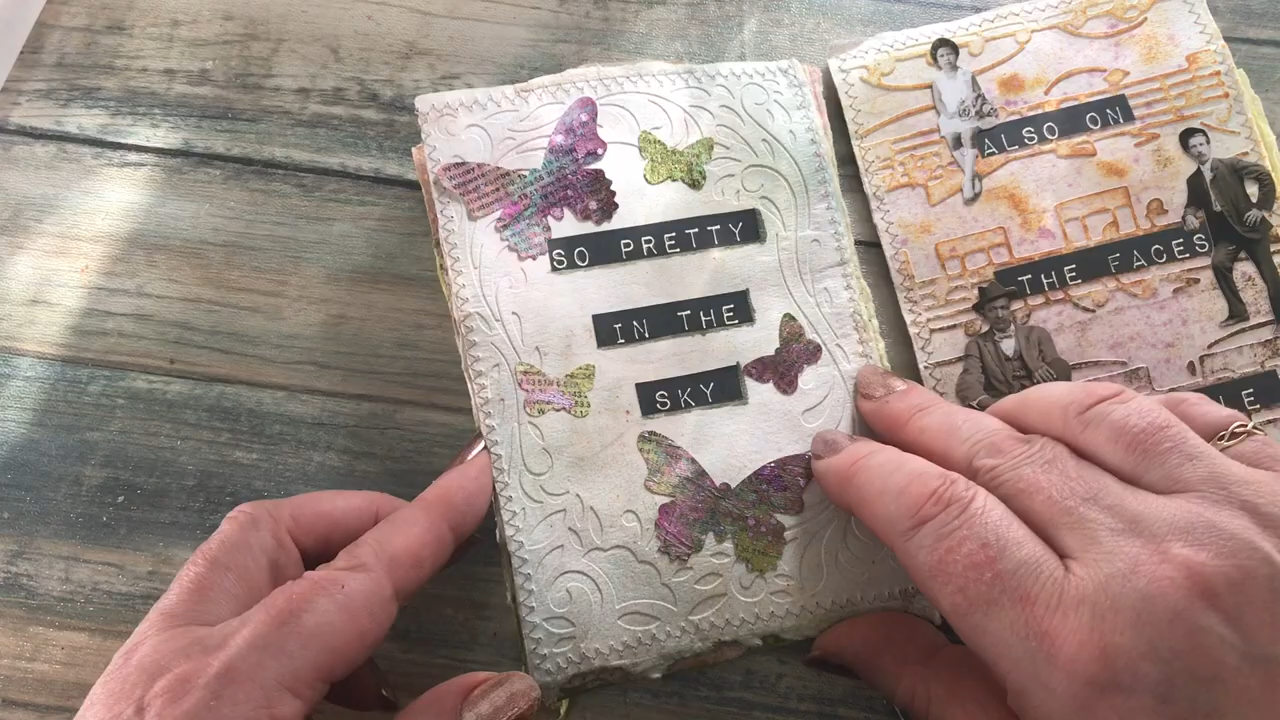 SO PRETTY
IN THE
SKY
ALSO ON
THE FACES